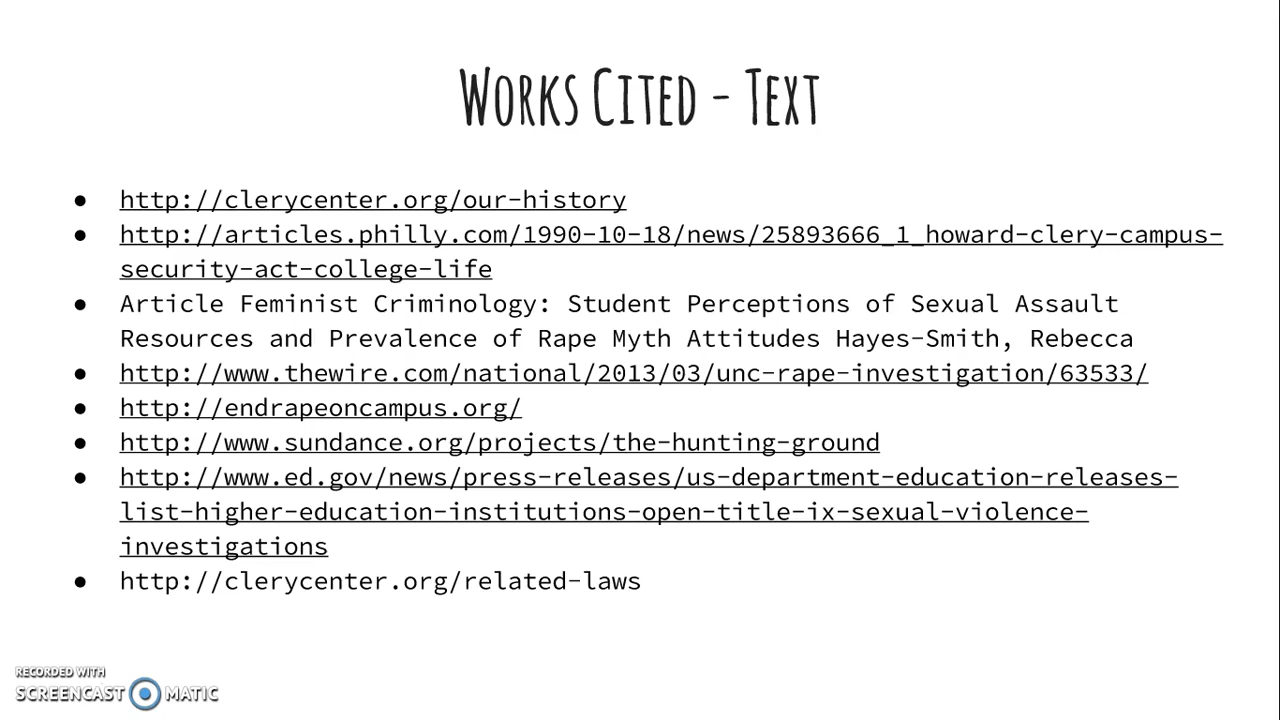 Works Cited - Text
● http://clerycenter.org/our-history
● http://articles.philly.com/1990-10-18/news/25893666_1_howard-clery-campus-
security-act-college-life
● Article Feminist Criminology: Student Perceptions of Sexual Assault
Resources and Prevalence of Rape Myth Attitudes Hayes-Smith, Rebecca
● http://www.thewire.com/national/2013/03/unc-rape-investigation/63533/
● http://endrapeoncampus.org/
● http://www.sundance.org/projects/the-hunting-ground
● http://www.ed.gov/news/press-releases/us-department-education-releases-
list-higher-education-institutions-open-title-ix-sexual-violence-
investigations
● http://clerycenter.org/related-laws
RECORDED WITH
SCREENCAST MATIC